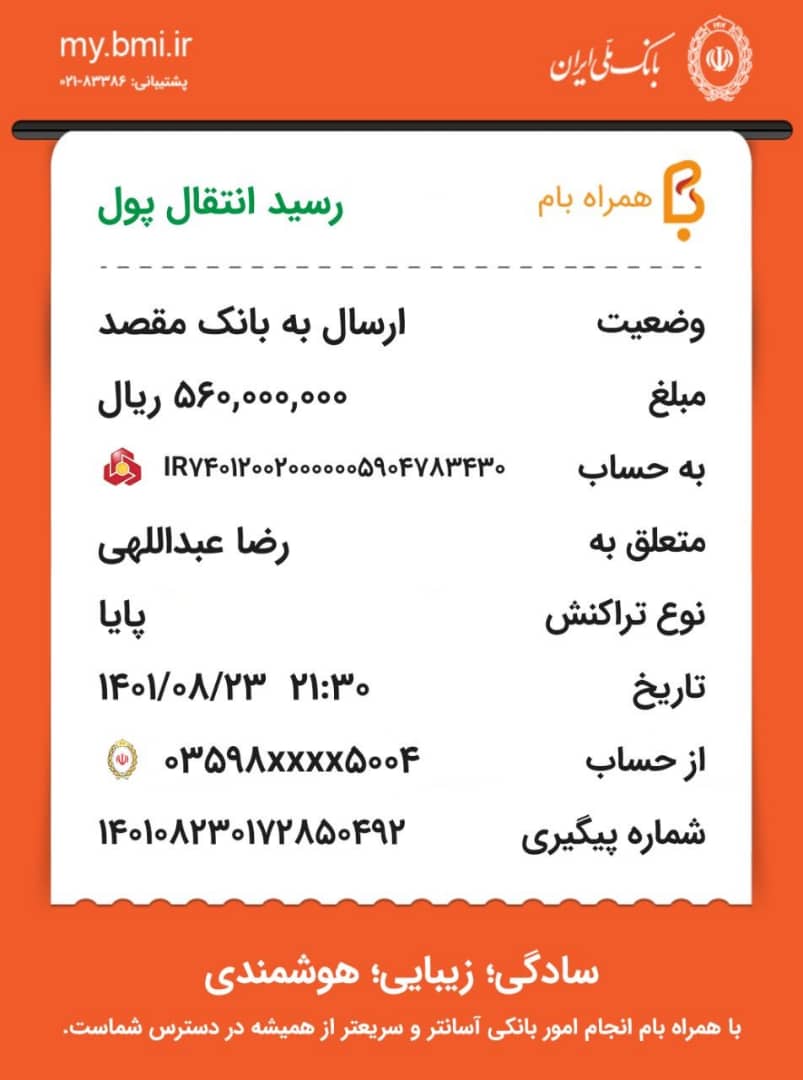 my.bmi.ir
پشتیبانی: ۸۳۳۸۶-۰۲۱
بانک ملی ایران
همراه بام
رسید انتقال پول
وضعیت ارسال به بانک مقصد
مبلغ ۵۶۰,۰۰۰,۰۰۰ ریال
به حساب IR۷۴۰۱۲۰۰۲۰۰۰۰۰۰۵۹۰۴۷۸۳۴۳۰
متعلق به رضا عبداللهی
نوع تراکنش پایا
تاریخ ۱۴۰۱/۰۸/۲۳ ۲۱:۳۰
از حساب ۰۳۵۹۸xxxx۵۰۰۴
شماره پیگیری ۱۴۰۱۰۸۲۳۰۱۷۲۸۵۰۴۹۲
سادگی؛ زیبایی؛ هوشمندی
با همراه بام انجام امور بانکی آسانتر و سریعتر از همیشه در دسترس شماست.